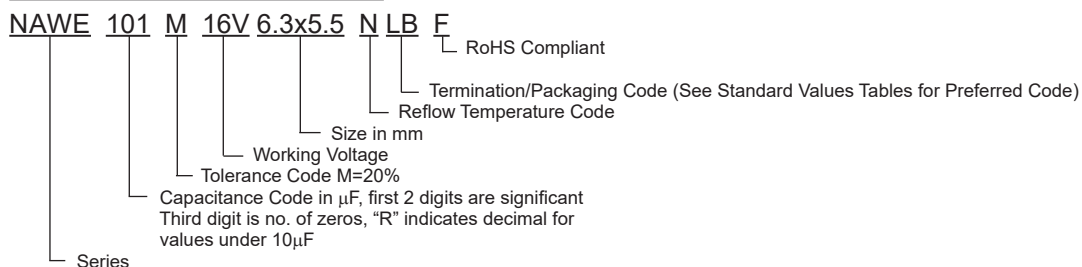 NAWE 101 M 16V 6.3x5.5 N LB F
RoHS Compliant
Termination/Packaging Code (See Standard Values Tables for Preferred Code)
Reflow Temperature Code
Size in mm
Working Voltage
Tolerance Code M=20%
Capacitance Code in μF, first 2 digits are significant
Third digit is no. of zeros, “R” indicates decimal for
values under 10μF
Series